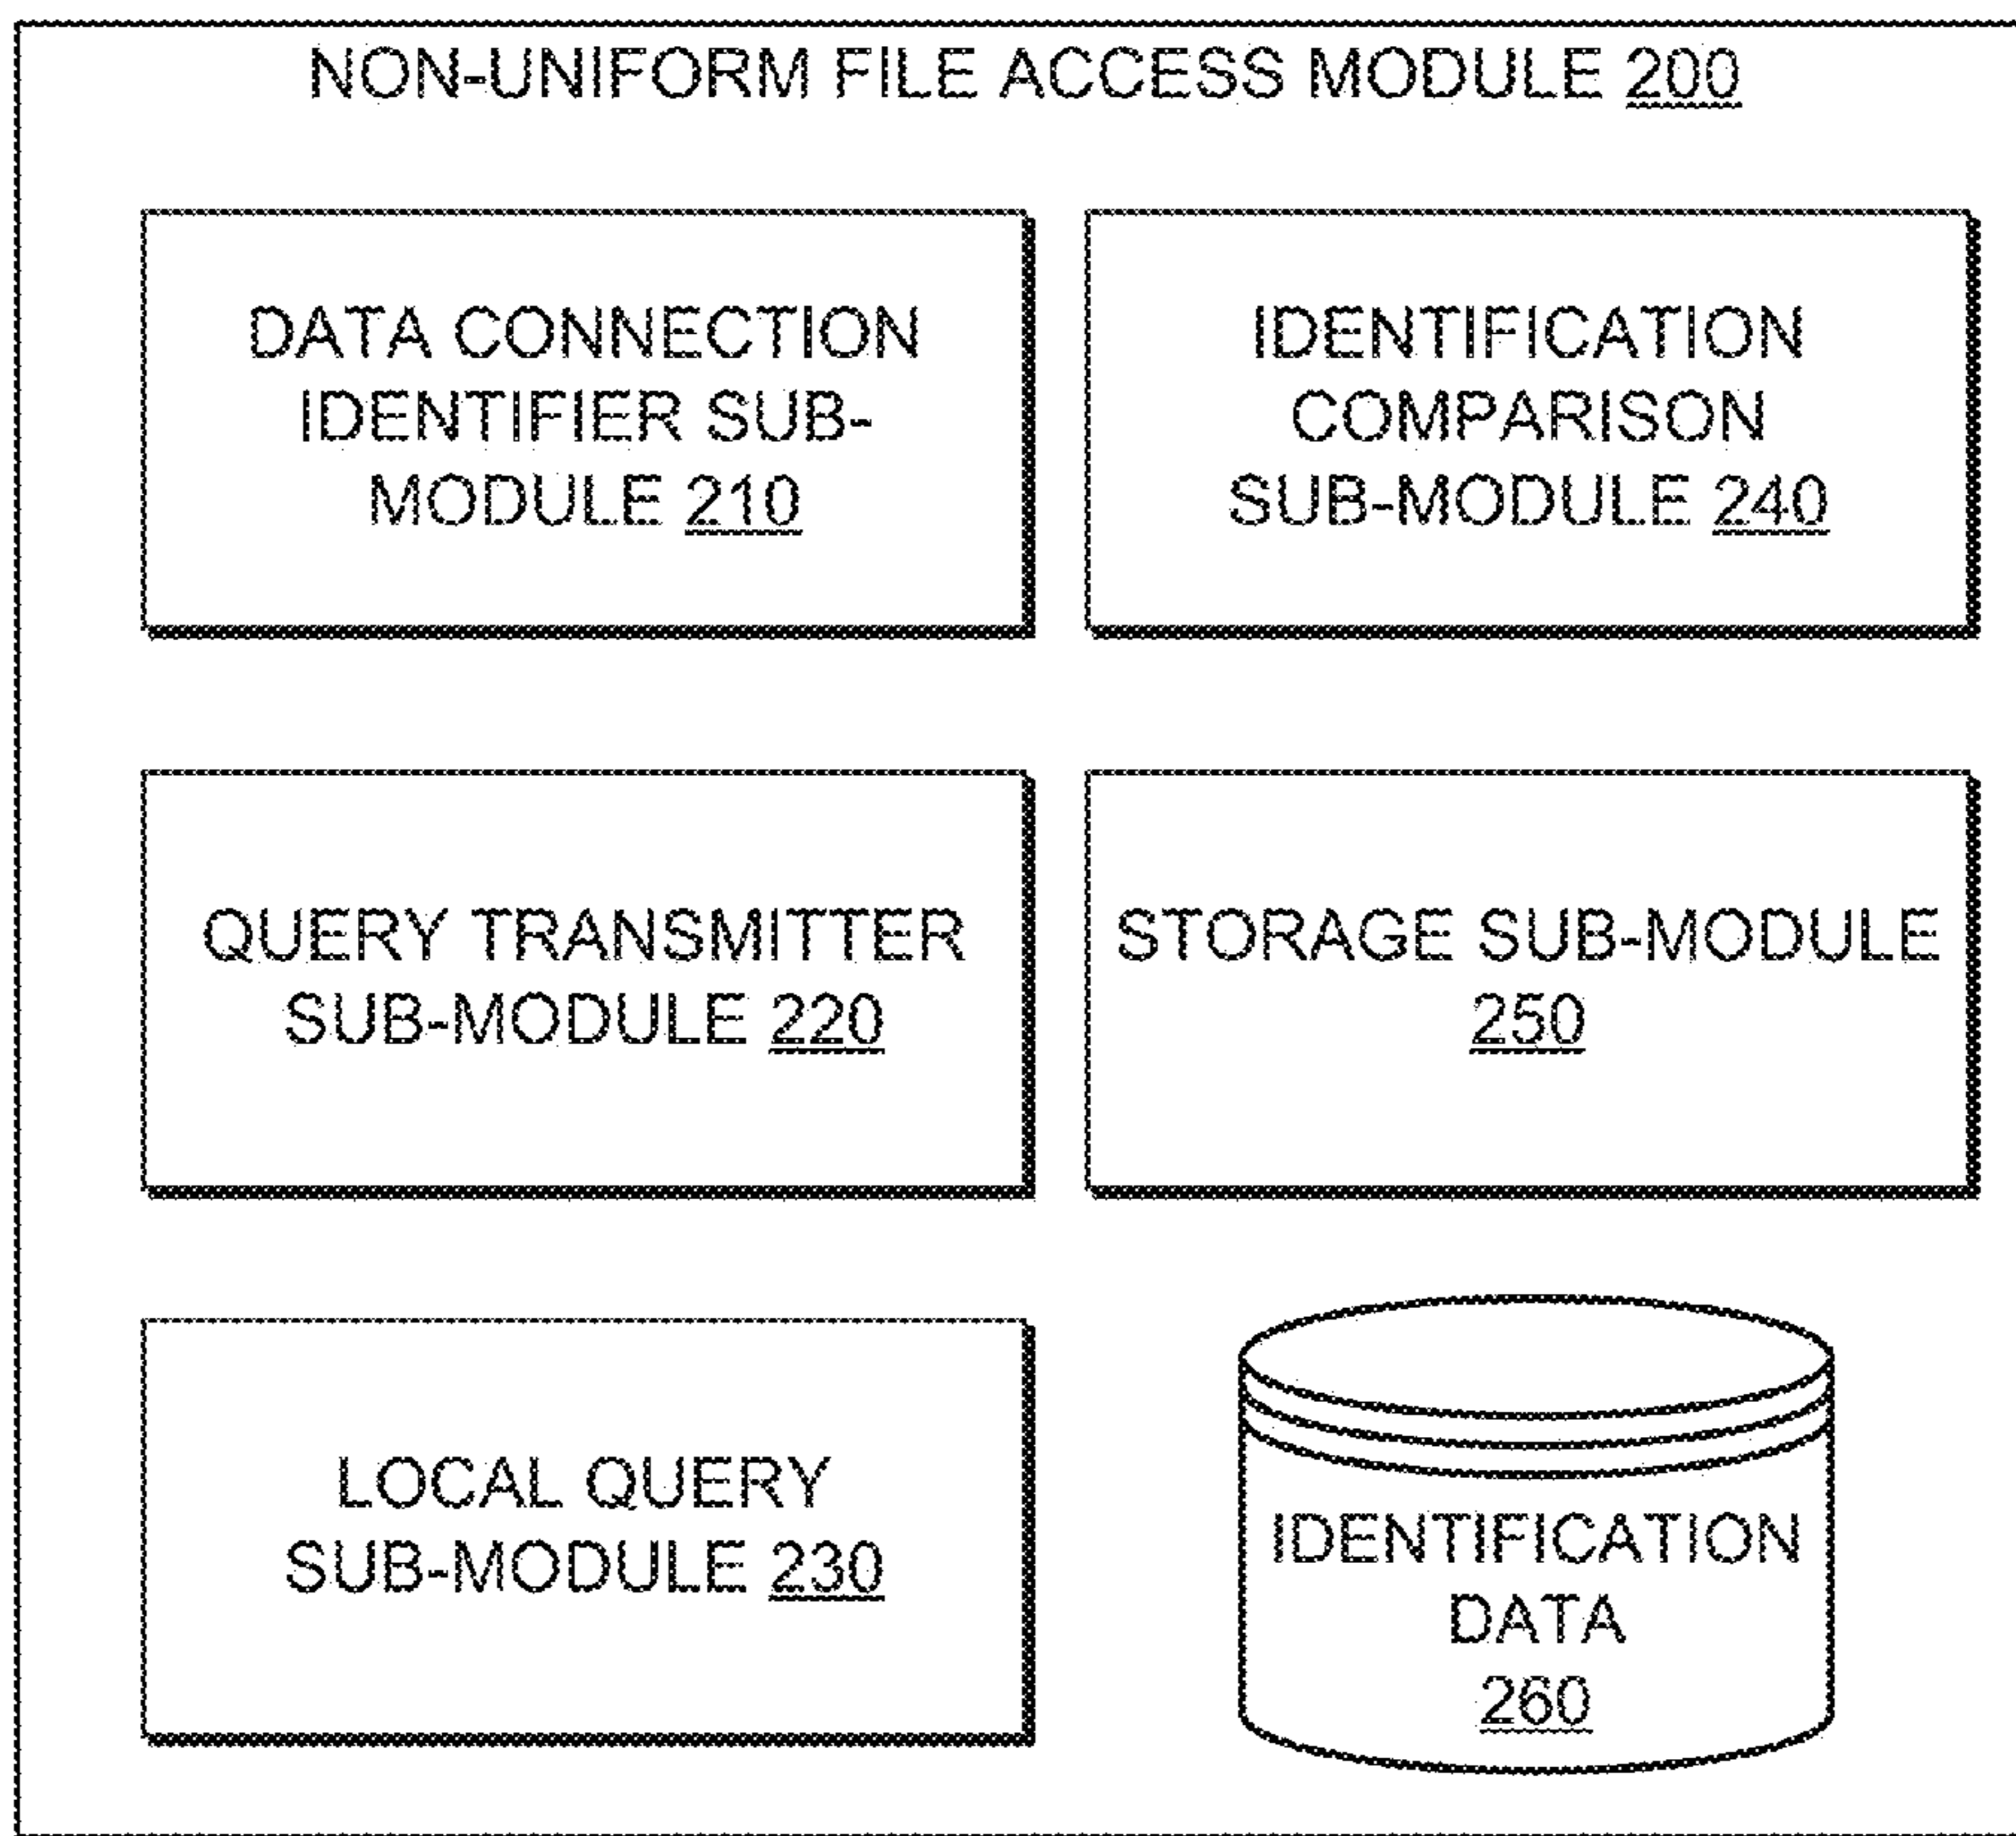 NON-UNIFORM FILE ACCESS MODULE 200
DATA CONNECTION
IDENTIFIER SUB-
MODULE 210
IDENTIFICATION
COMPARISON
SUB-MODULE 240
QUERY TRANSMITTER
SUB-MODULE 220
STORAGE SUB-MODULE
250
LOCAL QUERY
SUB-MODULE 230
IDENTIFICATION
DATA
260